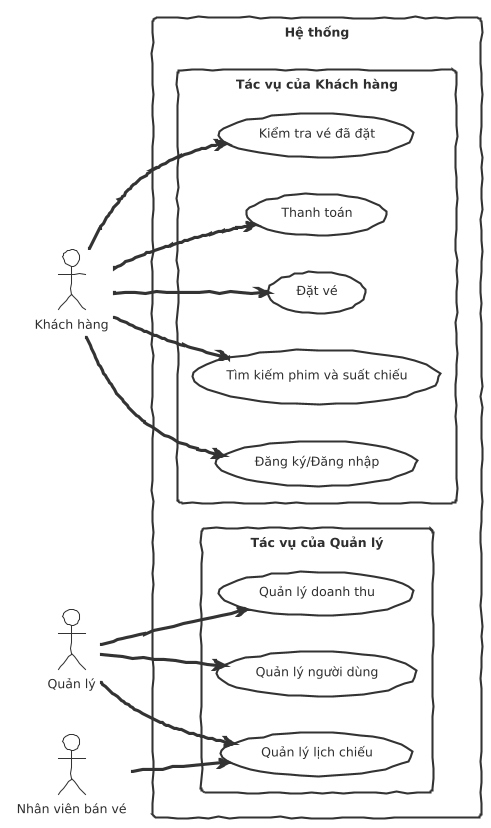 Hệ thống
Tác vụ của Khách hàng
Kiểm tra vé đã đặt
Thanh toán
Đặt vé
Khách hàng
Tìm kiếm phim và suất chiếu
Đăng ký/Đăng nhập
Tác vụ của Quản lý
Quản lý doanh thu
Quản lý người dùng
Quản lý
Quản lý lịch chiếu
Nhân viên bán vé